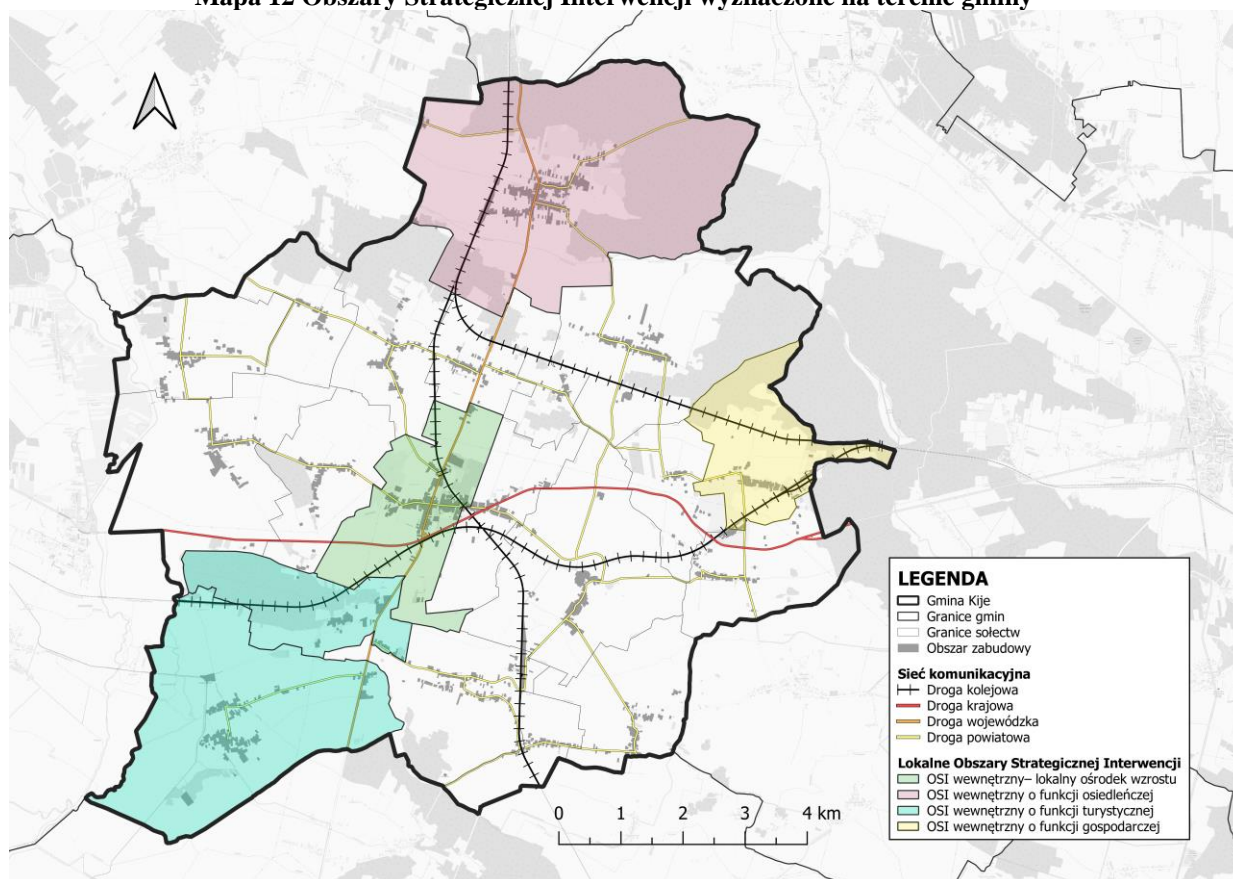 Mapa 12 Obszary Strategicznej Interwencji wyznaczone na terenie gminy
LEGENDA
Gmina Kije
Granice gmin
Granice sołectw
Obszar zabudowy
Sieć komunikacyjna
Droga kolejowa
Droga krajowa
Droga wojewódzka
Droga powiatowa
Lokalne Obszary Strategicznej Interwencji
OSI wewnętrzny– lokalny ośrodek wzrostu
OSI wewnętrzny o funkcji osiedleńczej
OSI wewnętrzny o funkcji turystycznej
OSI wewnętrzny o funkcji gospodarczej
0 1 2 3 4 km